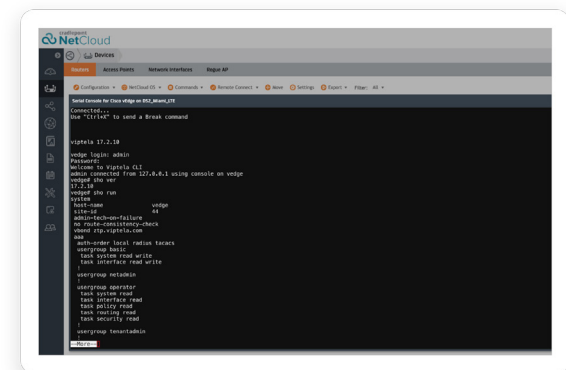 cradlepoint
NetCloud
Devices
Routers Access Points Network Interfaces Rogue AP
Configuration NetCloud OS Commands Remote Connect Move Settings Export Filter: All
Serial Console for Cisco vEdge on DS2_Miami_LTE
Connected...
Use "Ctrl+X" to send a Break command
viptela 17.2.10
vedge login: admin
Password:
Welcome to Viptela CLI
admin connected from 127.0.0.1 using console on vedge
vedge# sho ver
17.2.10
vedge# sho run
system
host-name vedge
site-id 44
admin-tech-on-failure
no route-consistency-check
vbond ztp.viptela.com
aaa
auth-order local radius tacacs
usergroup basic
task system read write
task interface read write
!
usergroup netadmin
!
usergroup operator
task system read
task interface read
task policy read
task routing read
task security read
!
usergroup tenantadmin
!
--More--